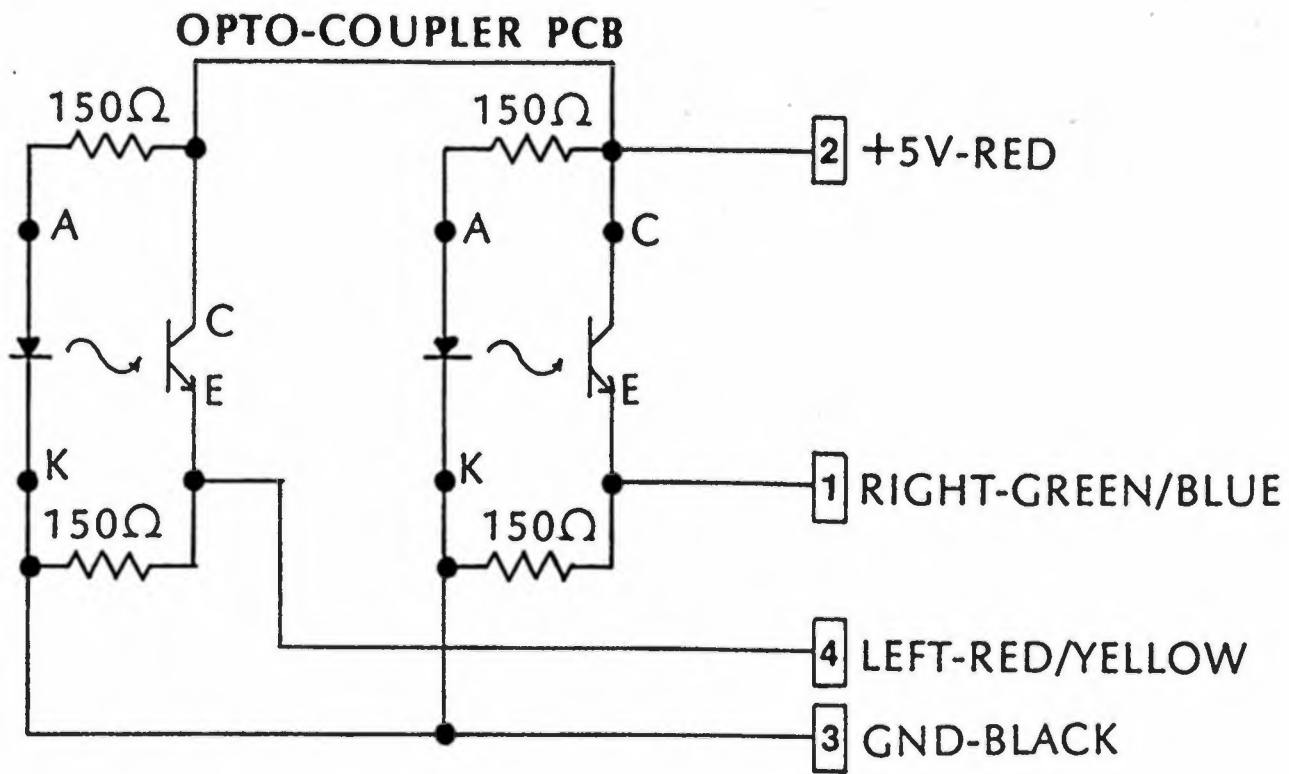 OPTO-COUPLER PCB
150Ω
150Ω
2 +5V-RED
A
A
C
C
E
E
K
K
1 RIGHT-GREEN/BLUE
150Ω
150Ω
4 LEFT-RED/YELLOW
3 GND-BLACK